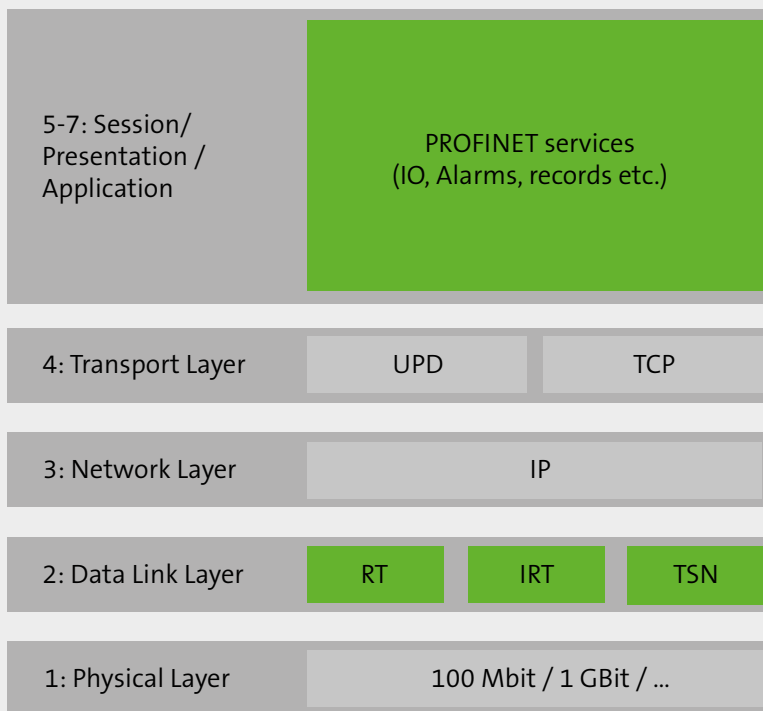 5-7: Session/
Presentation /
Application
PROFINET services
(IO, Alarms, records etc.)
4: Transport Layer
UPD
TCP
3: Network Layer
IP
2: Data Link Layer
RT
IRT
TSN
1: Physical Layer
100 Mbit / 1 GBit / ...